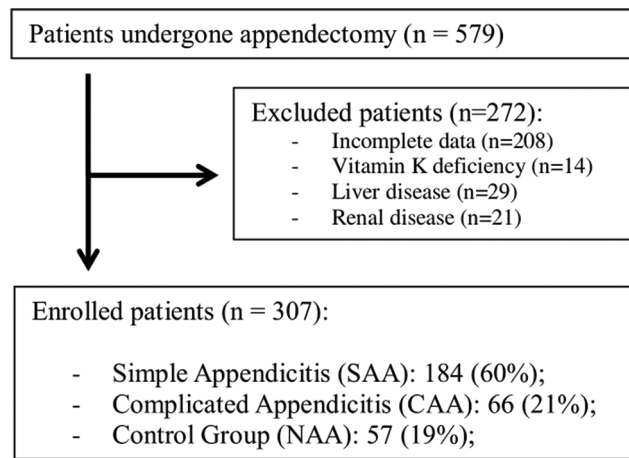 Patients undergone appendectomy (n = 579)
Excluded patients (n=272):
- Incomplete data (n=208)
- Vitamin K deficiency (n=14)
- Liver disease (n=29)
- Renal disease (n=21)
Enrolled patients (n = 307):
- Simple Appendicitis (SAA): 184 (60%);
- Complicated Appendicitis (CAA): 66 (21%);
- Control Group (NAA): 57 (19%);